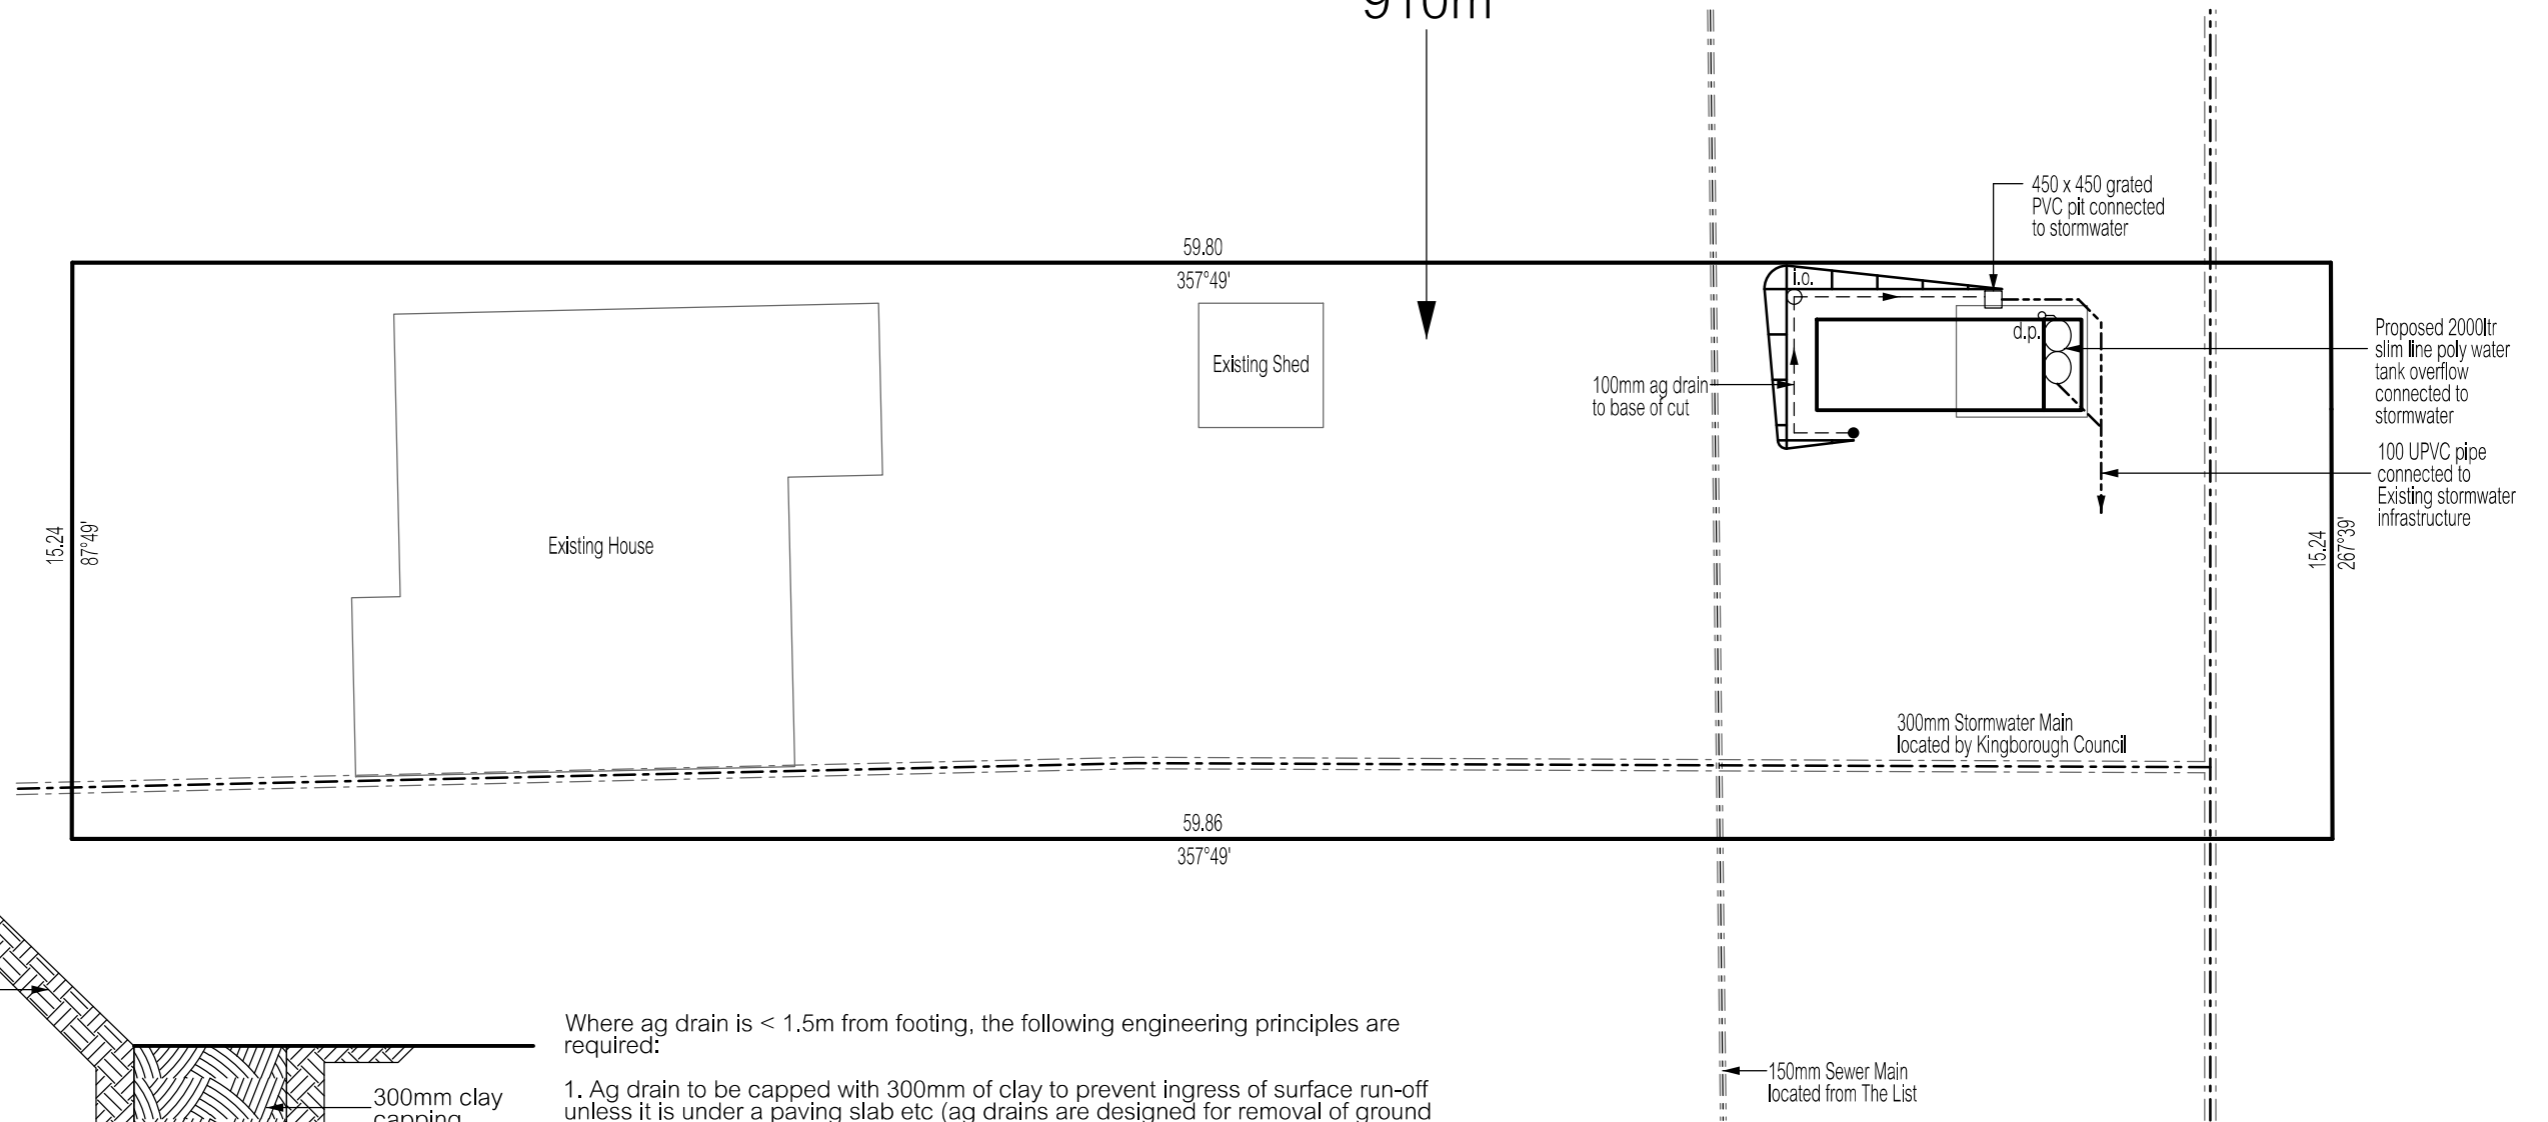 910m
450 x 450 grated
PVC pit connected
to stormwater
59.80
357°49'
i.o.
d.p.
Existing Shed
100mm ag drain
to base of cut
Proposed 2000ltr
slim line poly water
tank overflow
connected to
stormwater
100 UPVC pipe
connected to
Existing stormwater
infrastructure
15.24
87°49'
Existing House
15.24
267°39'
300mm Stormwater Main
located by Kingborough Council
59.86
357°49'
Where ag drain is < 1.5m from footing, the following engineering principles are
required:
1. Ag drain to be capped with 300mm of clay to prevent ingress of surface run-off
unless it is under a paving slab etc (ag drains are designed for removal of ground
300mm clay
capping
150mm Sewer Main
located from The List